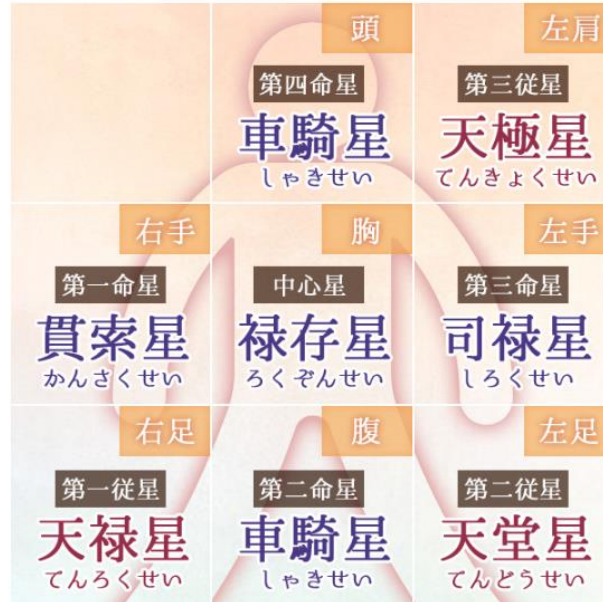 頭
第四命星
車騎星
しゃきせい
左肩
第三従星
天極星
てんきょくせい
右手
第一命星
貫索星
かんさくせい
胸
中心星
禄存星
ろくぞんせい
左手
第三命星
司禄星
しろくせい
右足
第一従星
天禄星
てんろくせい
腹
第二命星
車騎星
しゃきせい
左足
第二従星
天堂星
てんどうせい